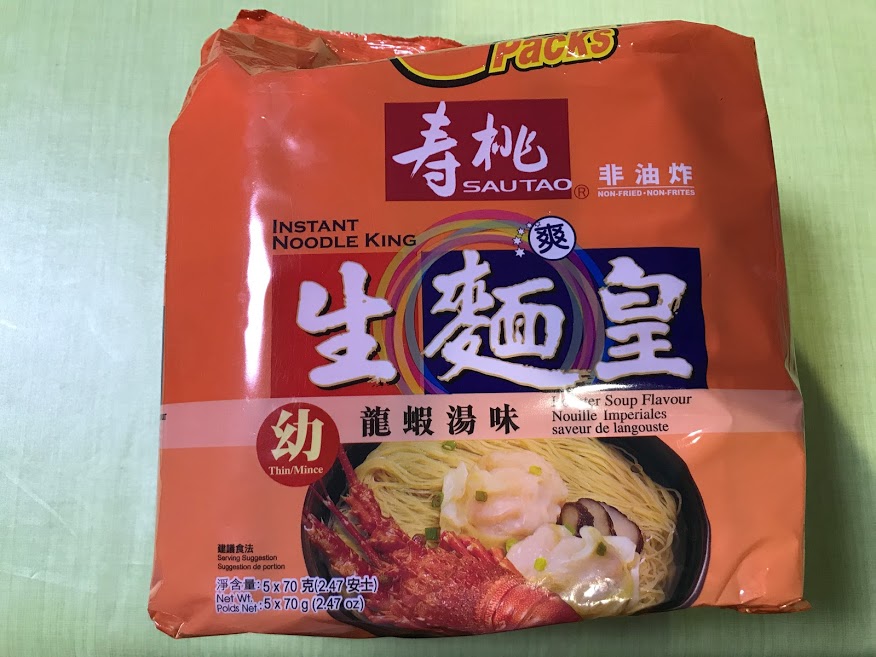 Packs
寿桃
SAUTAO®
非油炸
NON-FRIED·NON-FRITES
INSTANT
NOODLE KING
爽
生麵皇
幼
Thin/Mince
龍蝦湯味
Soup Flavour
Nouille Imperiales
saveur de langouste
建議食法
Serving Suggestion
Suggestion de portion
淨含量: 5 x 70 克(2.47 安士)
Net Wt.
Poids Net: 5 x 70 g (2.47 oz)